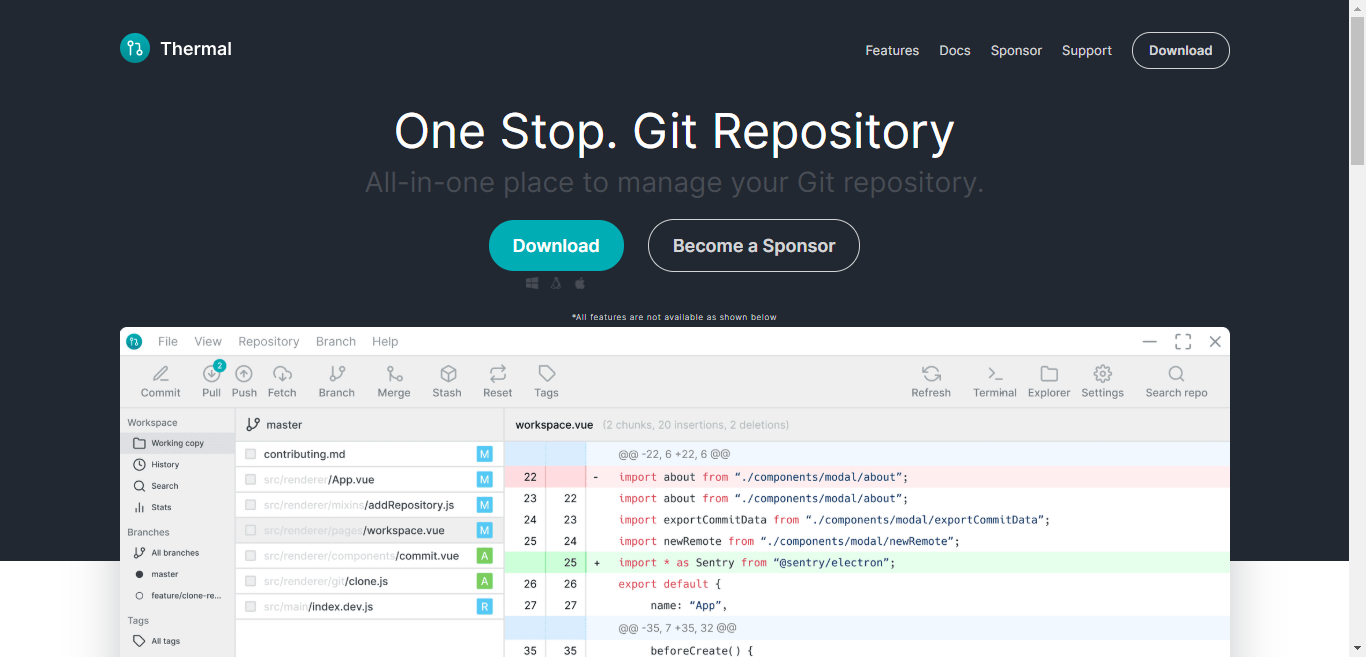 Thermal
Features Docs Sponsor Support Download
One Stop. Git Repository
All-in-one place to manage your Git repository.
Download Become a Sponsor
*All features are not available as shown below
File View Repository Branch Help
2
Commit Pull Push Fetch Branch Merge Stash Reset Tags Refresh Terminal Explorer Settings Search repo
Workspace
Working copy
History
Search
Stats
Branches
All branches
master
feature/clone-re...
Tags
All tags
master
contributing.md M
src/renderer/App.vue M
src/renderer/mixins/addRepository.js M
src/renderer/pages/workspace.vue M
src/renderer/components/commit.vue A
src/renderer/git/clone.js A
src/main/index.dev.js R
workspace.vue (2 chunks, 20 insertions, 2 deletions)
@@ -22, 6 +22, 6 @@
22 - import about from “./components/modal/about”;
23 22 import about from “./components/modal/about”;
24 23 import exportCommitData from “./components/modal/exportCommitData”;
25 24 import newRemote from “./components/modal/newRemote”;
25 + import * as Sentry from “@sentry/electron”;
26 26 export default {
27 27 name: “App”,
@@ -35, 7 +35, 32 @@
35 35 beforeCreate() {